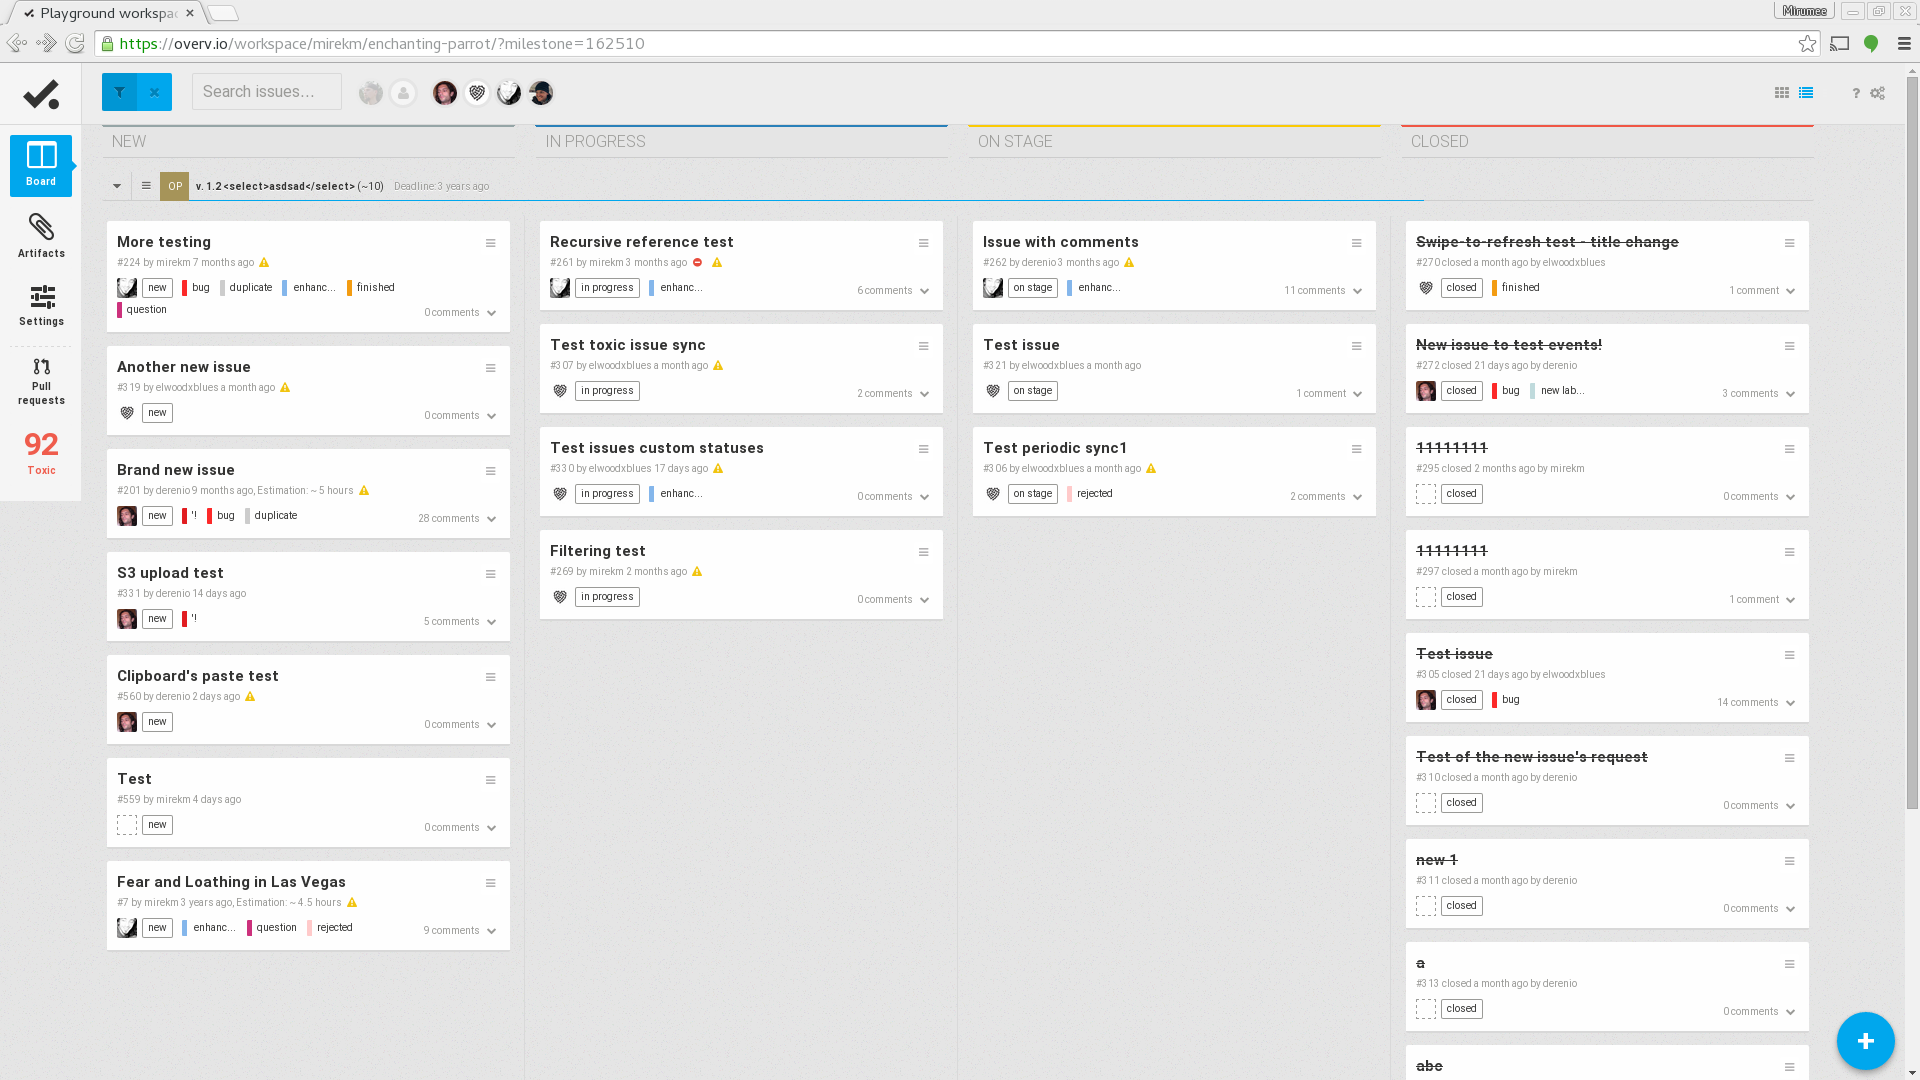 Playground workspac
Mirumee
https://overv.io/workspace/mirekm/enchanting-parrot/?milestone=162510
Search issues...
?
Board
Artifacts
Settings
Pull
requests
92
Toxic
NEW
IN PROGRESS
ON STAGE
CLOSED
OP v. 1.2 <select>asdsad</select> (~10) Deadline: 3 years ago
More testing
#224 by mirekm 7 months ago
new bug duplicate enhanc... finished
question
0 comments
Another new issue
#319 by elwoodxblues a month ago
new
0 comments
Brand new issue
#201 by derenio 9 months ago, Estimation: ~ 5 hours
new '! bug duplicate
28 comments
S3 upload test
#331 by derenio 14 days ago
new '!
5 comments
Clipboard's paste test
#560 by derenio 2 days ago
new
0 comments
Test
#559 by mirekm 4 days ago
new
0 comments
Fear and Loathing in Las Vegas
#7 by mirekm 3 years ago, Estimation: ~ 4.5 hours
new enhanc... question rejected
9 comments
Recursive reference test
#261 by mirekm 3 months ago
in progress enhanc...
6 comments
Test toxic issue sync
#307 by elwoodxblues a month ago
in progress
2 comments
Test issues custom statuses
#330 by elwoodxblues 17 days ago
in progress enhanc...
0 comments
Filtering test
#269 by mirekm 2 months ago
in progress
0 comments
Issue with comments
#262 by derenio 3 months ago
on stage enhanc...
11 comments
Test issue
#321 by elwoodxblues a month ago
on stage
1 comment
Test periodic sync1
#306 by elwoodxblues a month ago
on stage rejected
2 comments
Swipe-to-refresh test - title change
#270 closed a month ago by elwoodxblues
closed finished
1 comment
New issue to test events!
#272 closed 21 days ago by derenio
closed bug new lab...
3 comments
11111111
#295 closed 2 months ago by mirekm
closed
0 comments
11111111
#297 closed a month ago by mirekm
closed
1 comment
Test issue
#305 closed 21 days ago by elwoodxblues
closed bug
14 comments
Test of the new issue's request
#310 closed a month ago by derenio
closed
0 comments
new 1
#311 closed a month ago by derenio
closed
0 comments
a
#313 closed a month ago by derenio
closed
0 comments
abc